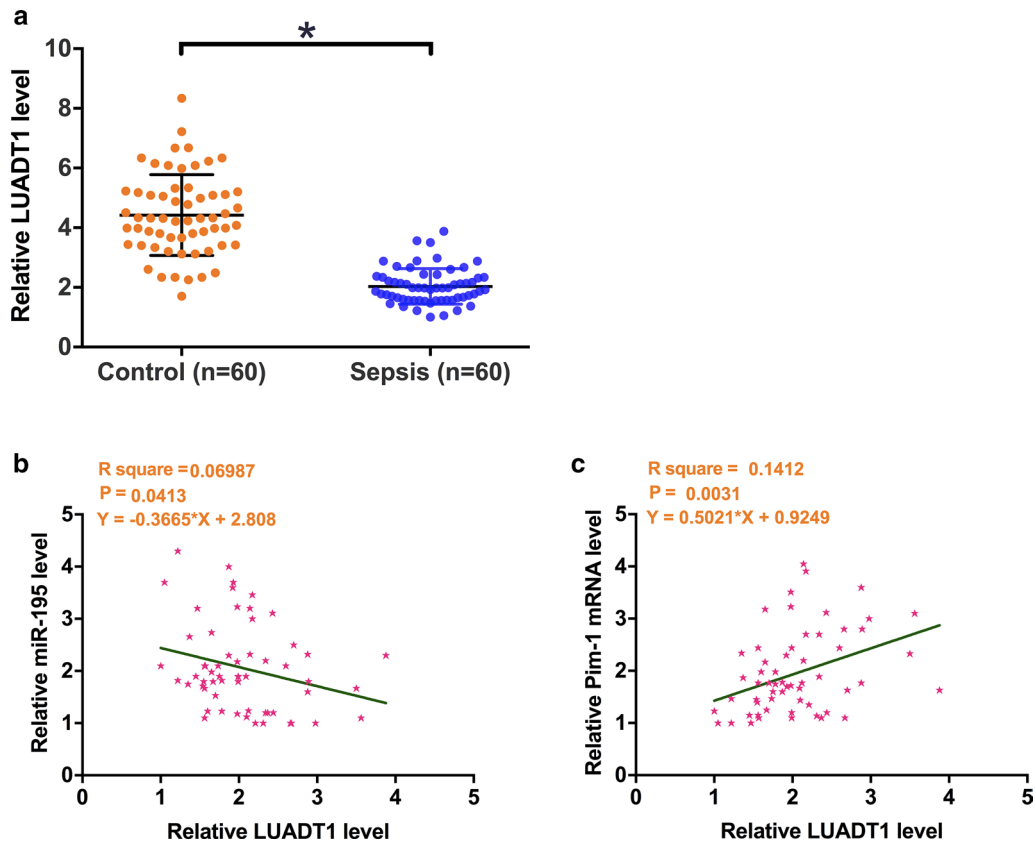 a
*
Relative LUADT1 level
10
8
6
4
2
0
Control (n=60)
Sepsis (n=60)
b
R square = 0.06987
P = 0.0413
Y = -0.3665*X + 2.808
Relative miR-195 level
5
4
3
2
1
0
0 1 2 3 4 5
Relative LUADT1 level
c
R square = 0.1412
P = 0.0031
Y = 0.5021*X + 0.9249
Relative Pim-1 mRNA level
5
4
3
2
1
0
0 1 2 3 4 5
Relative LUADT1 level